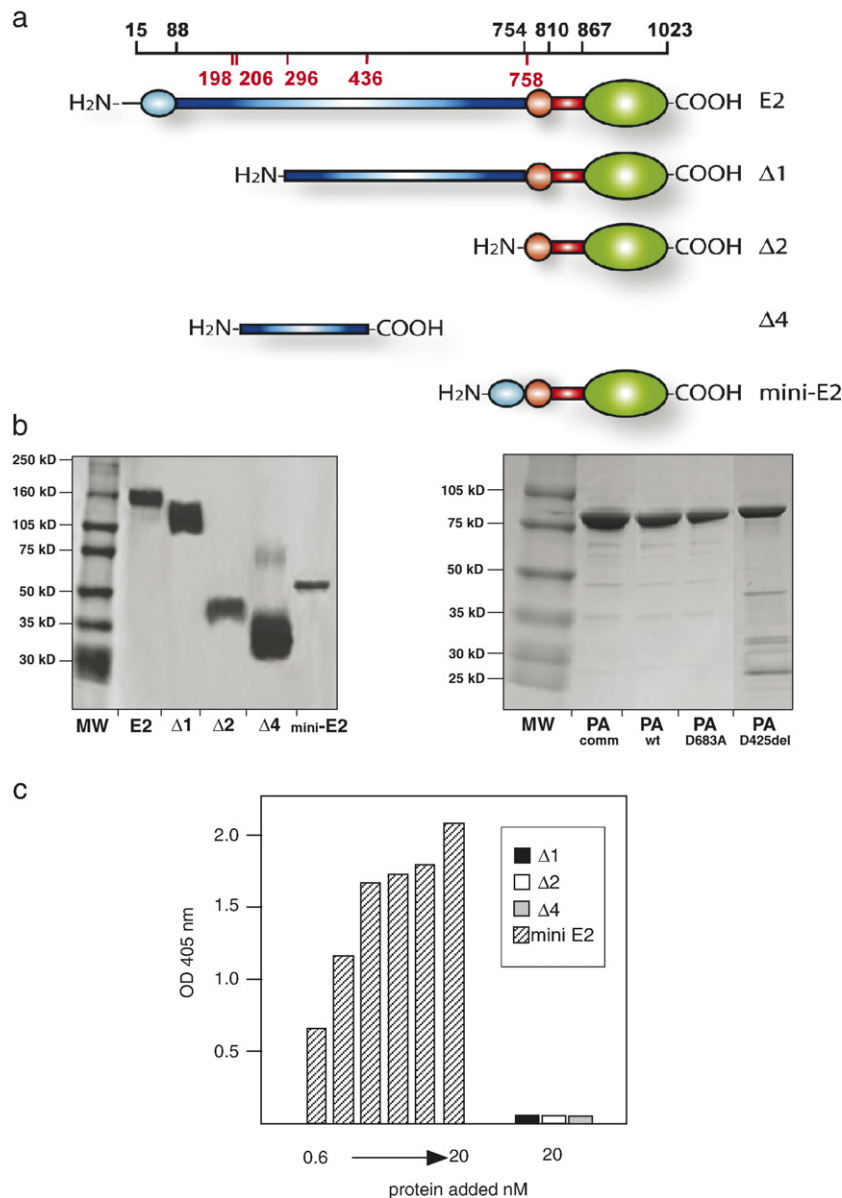 a
15 88 754 810 867 1023
198 206 296 436 758
H2N- -COOH E2
H2N- -COOH Δ1
H2N- -COOH Δ2
H2N- -COOH Δ4
H2N- -COOH mini-E2
b
250 kD
160 kD
105 kD
75 kD
50 kD
35 kD
30 kD
MW E2 Δ1 Δ2 Δ4 mini-E2
105 kD
75 kD
50 kD
35 kD
30 kD
25 kD
MW PA PA PA PA
comm wt D683A D425del
c
OD 405 nm
2.0
1.5
1.0
0.5
Δ1
Δ2
Δ4
mini E2
0.6 20 20
protein added nM